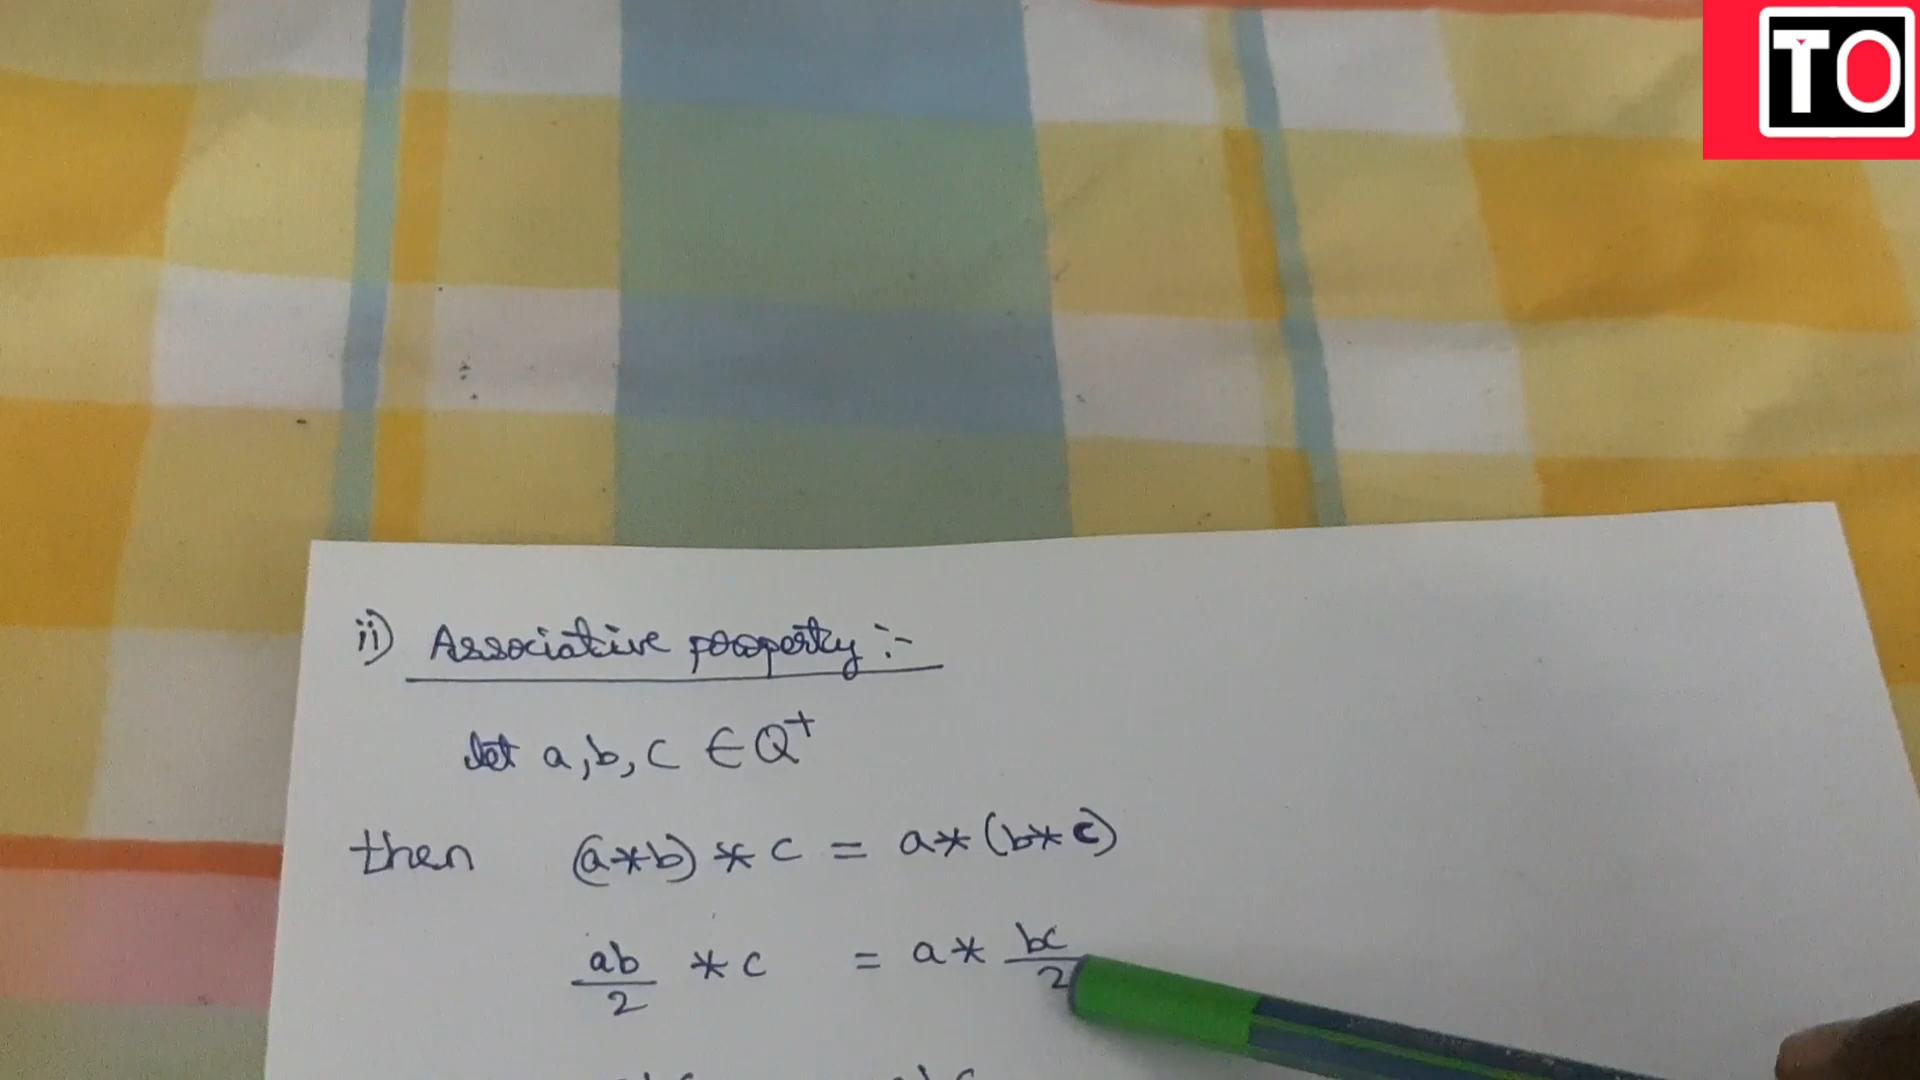 TO
ii) Associative property :-
Let a, b, c ∈ Q⁺
then (a*b) * c = a* (b* c)
ab/2 * c = a* bc/2